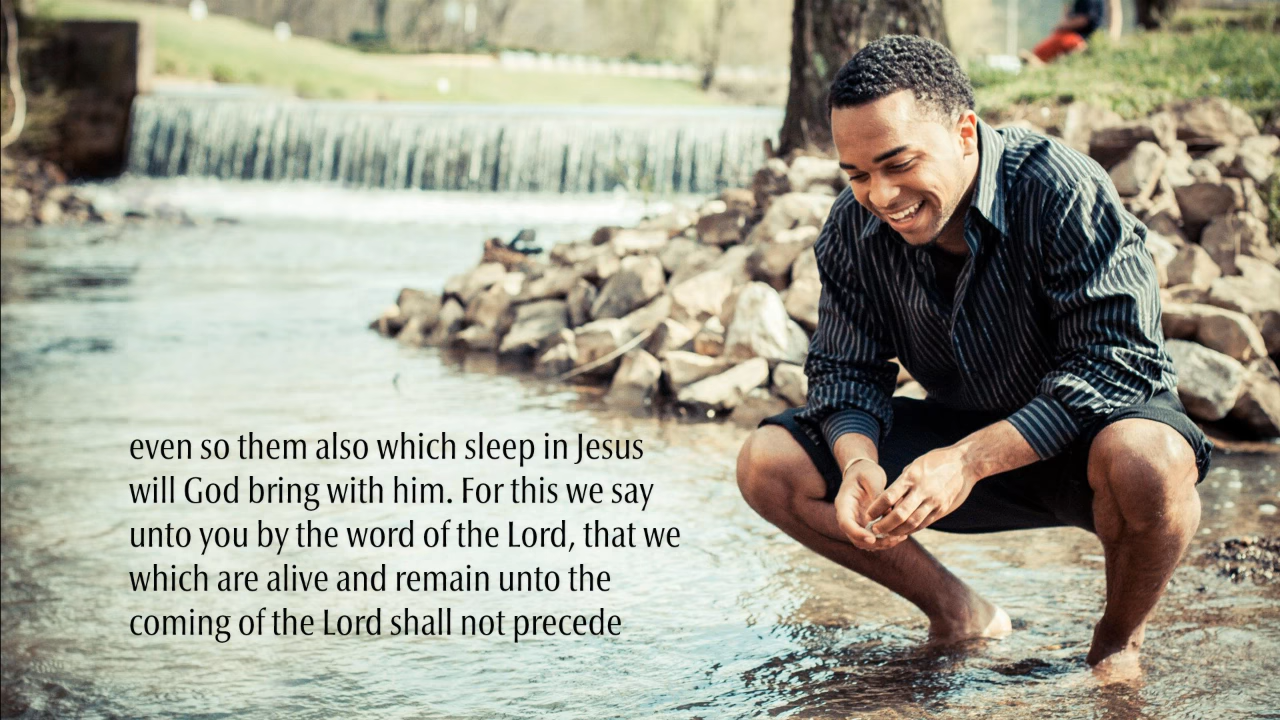 even so them also which sleep in Jesus
will God bring with him. For this we say
unto you by the word of the Lord, that we
which are alive and remain unto the
coming of the Lord shall not precede